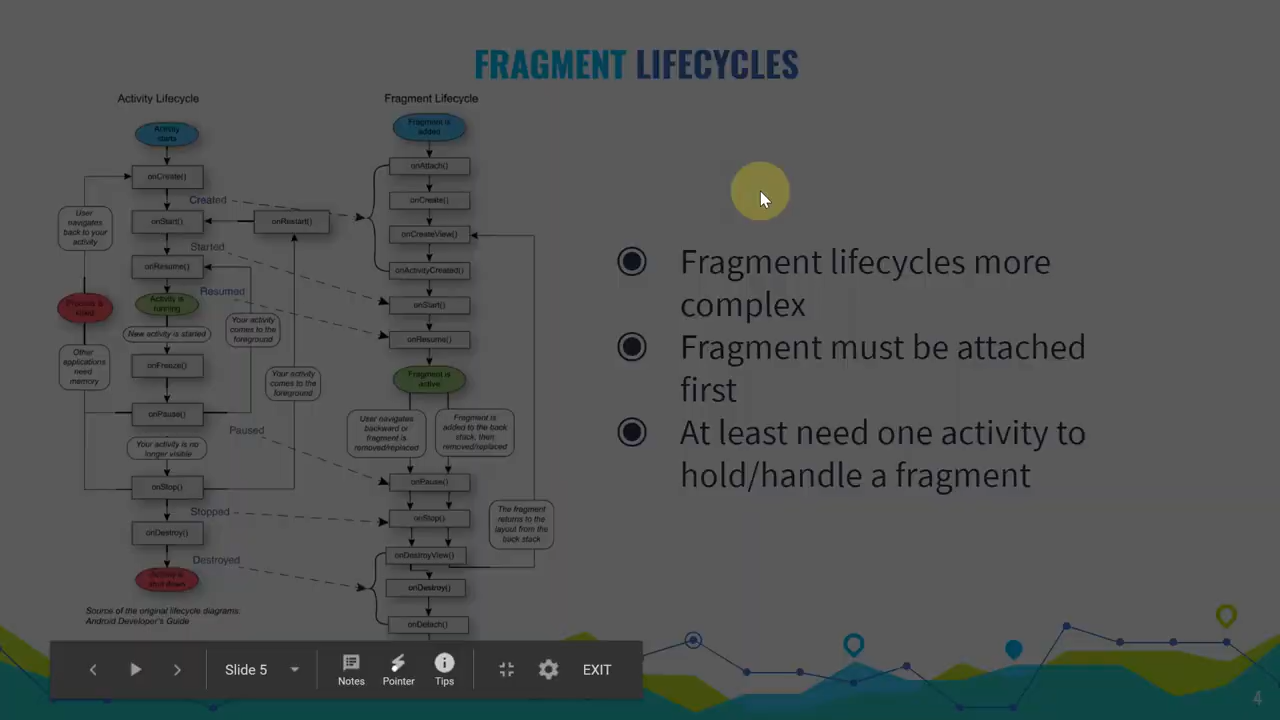 FRAGMENT LIFECYCLES
Activity Lifecycle
Activity
starts
onCreate()
User
navigates
back to your
activity
onStart()
onRestart()
onResume()
Process is
killed
Activity is
running
New activity is started
Your activity
comes to the
foreground
Other
applications
need
memory
onFreeze()
Your activity
comes to the
foreground
onPause()
Your activity is no
longer visible
onStop()
onDestroy()
Activity is
shut down
Source of the original lifecycle diagrams:
Android Developer's Guide
Created
Started
Resumed
Paused
Stopped
Destroyed
Fragment Lifecycle
Fragment is
added
onAttach()
onCreate()
onCreateView()
onActivityCreated()
onStart()
onResume()
Fragment is
active
User navigates
backward or
fragment is
removed/replaced
Fragment is
added to the back
stack, then
removed/replaced
onPause()
onStop()
The fragment
returns to the
layout from the
back stack
onDestroyView()
onDestroy()
onDetach()
Fragment lifecycles more
complex
Fragment must be attached
first
At least need one activity to
hold/handle a fragment
Slide 5
Notes
Pointer
Tips
EXIT
4